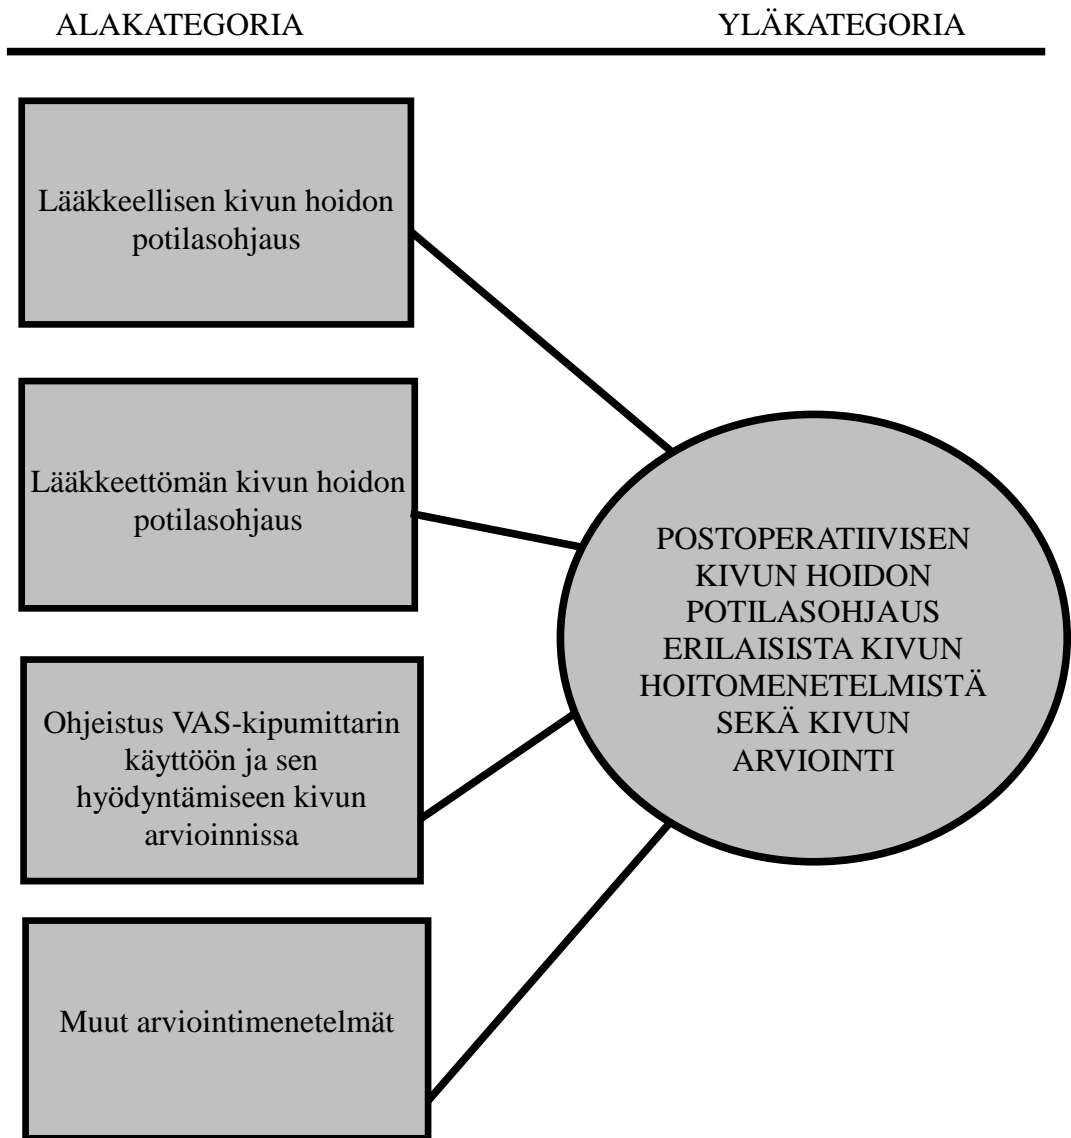 ALAKATEGORIA
YLÄKATEGORIA
Lääkkeellisen kivun hoidon
potilasohjaus
Lääkkeettömän kivun hoidon
potilasohjaus
Ohjeistus VAS-kipumittarin
käyttöön ja sen
hyödyntämiseen kivun
arvioinnissa
Muut arviointimenetelmät
POSTOPERATIIVISEN
KIVUN HOIDON
POTILASOHJAUS
ERILAISISTA KIVUN
HOITOMENETELMISTÄ
SEKÄ KIVUN
ARVIOINTI